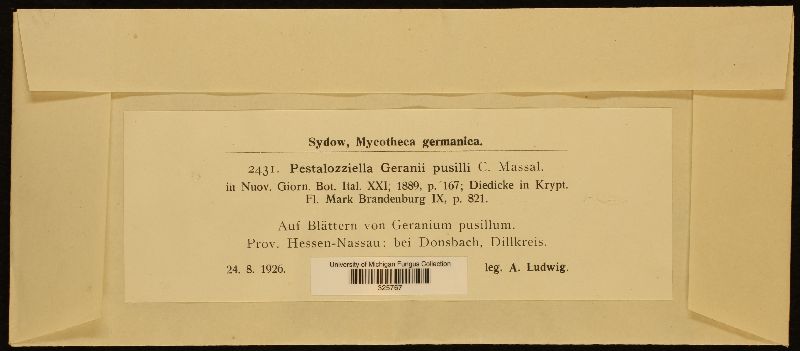 Sydow, Mycotheca germanica.
2431. Pestalozziella Geranii pusilli C. Massal.
in Nuov. Giorn. Bot. Ital. XXI, 1889, p. 167; Diedicke in Krypt.
Fl. Mark Brandenburg IX, p. 821.
Auf Blättern von Geranium pusillum.
Prov. Hessen-Nassau: bei Donsbach, Dillkreis.
24. 8. 1926. leg. A. Ludwig.
University of Michigan Fungus Collection
325767